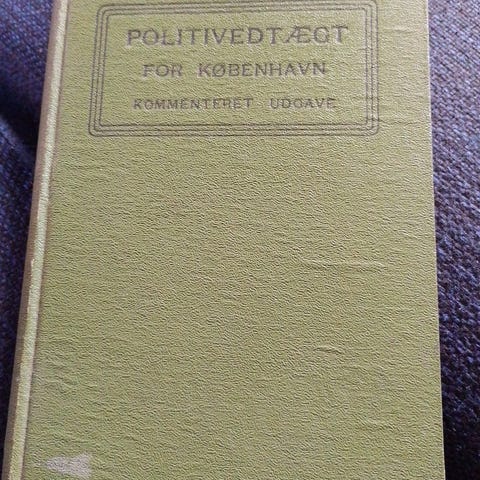 POLITIVEDTÆGT
FOR KØBENHAVN
KOMMENTERET UDGAVE